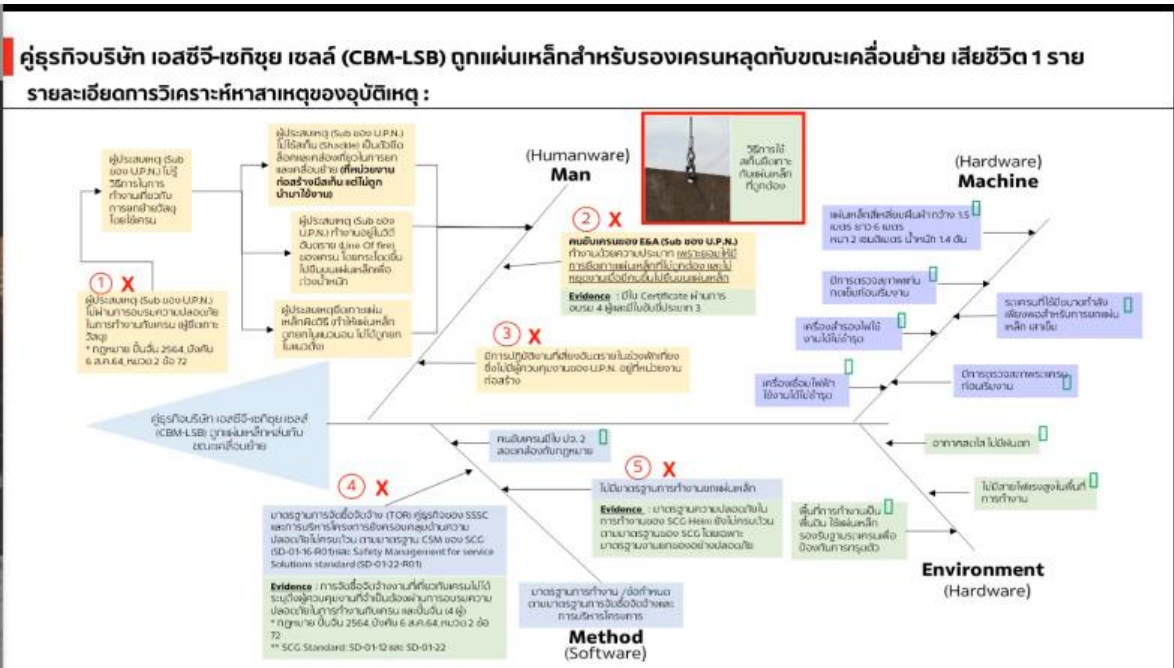 คู่ธุรกิจบริษัท เอสซีจี-เซกิซุย เซลล์ (CBM-LSB) ถูกแผ่นเหล็กสำหรับรองเครนหลุดทับขณะเคลื่อนย้าย เสียชีวิต 1 ราย
รายละเอียดการวิเคราะห์หาสาเหตุของอุบัติเหตุ :
ผู้ประสบเหตุ (Sub
ของ U.P.N.) ไม่รู้
วิธีการในการ
ทำงานเกี่ยวกับ
การยกย้ายวัสดุ
โดยใช้เครน
ผู้ประสบเหตุ (Sub ของ U.P.N.)
ไม่ใช้สเก็น (Shackle) เป็นตัวยึด
ล็อกและคล้องเกี่ยวในการยก
และเคลื่อนย้าย (ที่หน่วยงาน
ก่อสร้างมีสเก็น แต่ไม่ถูก
นำมาใช้งาน)
ผู้ประสบเหตุ (Sub ของ
U.P.N.) ทำงานอยู่ในวิถี
อันตราย (Line Of fire)
ของเครน โดยกระโดดขึ้น
ไปยืนบนแผ่นเหล็กเพื่อ
ถ่วงน้ำหนัก
ผู้ประสบเหตุยึดเกาะแผ่น
เหล็กผิดวิธี (ทำให้แผ่นเหล็ก
ถูกยกในแนวนอน ไม่ได้ถูกยก
ในแนวตั้ง)
1 X
ผู้ประสบเหตุ (Sub ของ U.P.N.)
ไม่ผ่านการอบรมความปลอดภัย
ในการทำงานกับเครน (ผู้ยึดเกาะ
วัสดุ)
* กฎหมาย ปั้นจั่น 2564, บังคับ
6 ส.ค.64, หมวด 2 ข้อ 72
(Humanware)
Man
วิธีการใช้
สเก็นยึดเกาะ
กับแผ่นเหล็ก
ที่ถูกต้อง
2 X
คนขับเครนของ E&A (Sub ของ U.P.N.)
ทำงานด้วยความประมาท เพราะยอมให้มี
การยึดเกาะแผ่นเหล็กที่ไม่ถูกต้อง และไม่
หยุดงานเมื่อมีคนขึ้นไปยืนบนแผ่นเหล็ก
Evidence : มีใบ Certificate ผ่านการ
อบรม 4 ผู้และมีใบขับขี่ประเภท 3
3 X
มีการปฏิบัติงานที่เสี่ยงอันตรายในช่วงพักเที่ยง
ซึ่งไม่มีผู้ควบคุมงานของ U.P.N. อยู่ที่หน่วยงาน
ก่อสร้าง
(Hardware)
Machine
แผ่นเหล็กสี่เหลี่ยมผืนผ้ากว้าง 1.5
เมตร ยาว 6 เมตร
หนา 2 เซนติเมตร น้ำหนัก 1.4 ตัน
มีการตรวจสภาพแท่น
กดเข็มก่อนเริ่มงาน
รถเครนที่ใช้มีขนาดกำลัง
เพียงพอสำหรับการยกแผ่น
เหล็ก เสาเข็ม
เครื่องสำรองไฟใช้
งานได้ไม่ชำรุด
มีการตรวจสภาพรถเครน
ก่อนเริ่มงาน
เครื่องเชื่อมไฟฟ้า
ใช้งานได้ไม่ชำรุด
คู่ธุรกิจบริษัท เอสซีจี-เซกิซุย เซลล์
(CBM-LSB) ถูกแผ่นเหล็กหล่นทับ
ขณะเคลื่อนย้าย
คนขับเครนมีใบ ปจ. 2
สอดคล้องกับกฎหมาย
4 X
มาตรฐานการจัดซื้อจัดจ้าง (TOR) คู่ธุรกิจของ SSSC
และการบริหารโครงการยังครอบคลุมด้านความ
ปลอดภัยไม่ครบถ้วน ตามมาตรฐาน CSM ของ SCG
(SD-01-16-R01)และ Safety Management for service
Solutions standard (SD-01-22-R01)
Evidence : การจัดซื้อจัดจ้างงานที่เกี่ยวกับเครนไม่ได้
ระบุถึงผู้ควบคุมงานที่จำเป็นต้องผ่านการอบรมความ
ปลอดภัยในการทำงานกับเครน และปั้นจั่น (4 ผู้)
* กฎหมาย ปั้นจั่น 2564, บังคับ 6 ส.ค.64, หมวด 2 ข้อ
72
** SCG Standard: SD-01-12 และ SD-01-22
5 X
ไม่มีมาตรฐานการทำงานยกแผ่นเหล็ก
Evidence : มาตรฐานความปลอดภัยใน
การทำงานของ SCG Heim ยังไม่ครบถ้วน
ตามมาตรฐานของ SCG โดยเฉพาะ
มาตรฐานงานยกของอย่างปลอดภัย
มาตรฐานการทำงาน /ข้อกำหนด
ตามมาตรฐานการจัดซื้อจัดจ้างและ
การบริหารโครงการ
Method
(Software)
อากาศสดใส ไม่มีฝนตก
ไม่มีสายไฟแรงสูงในพื้นที่
การทำงาน
พื้นที่การทำงานเป็น
พื้นดิน ใช้แผ่นเหล็ก
รองรับฐานรถเครนเพื่อ
ป้องกันการทรุดตัว
Environment
(Hardware)